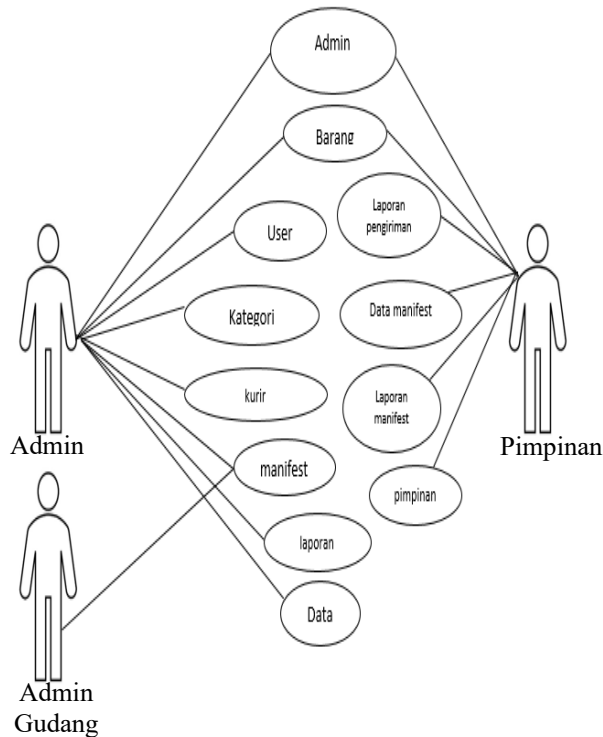 Admin
Barang
Laporan
pengiriman
User
Kategori
Data manifest
kurir
Laporan
manifest
Admin
Pimpinan
manifest
pimpinan
laporan
Data
Admin
Gudang